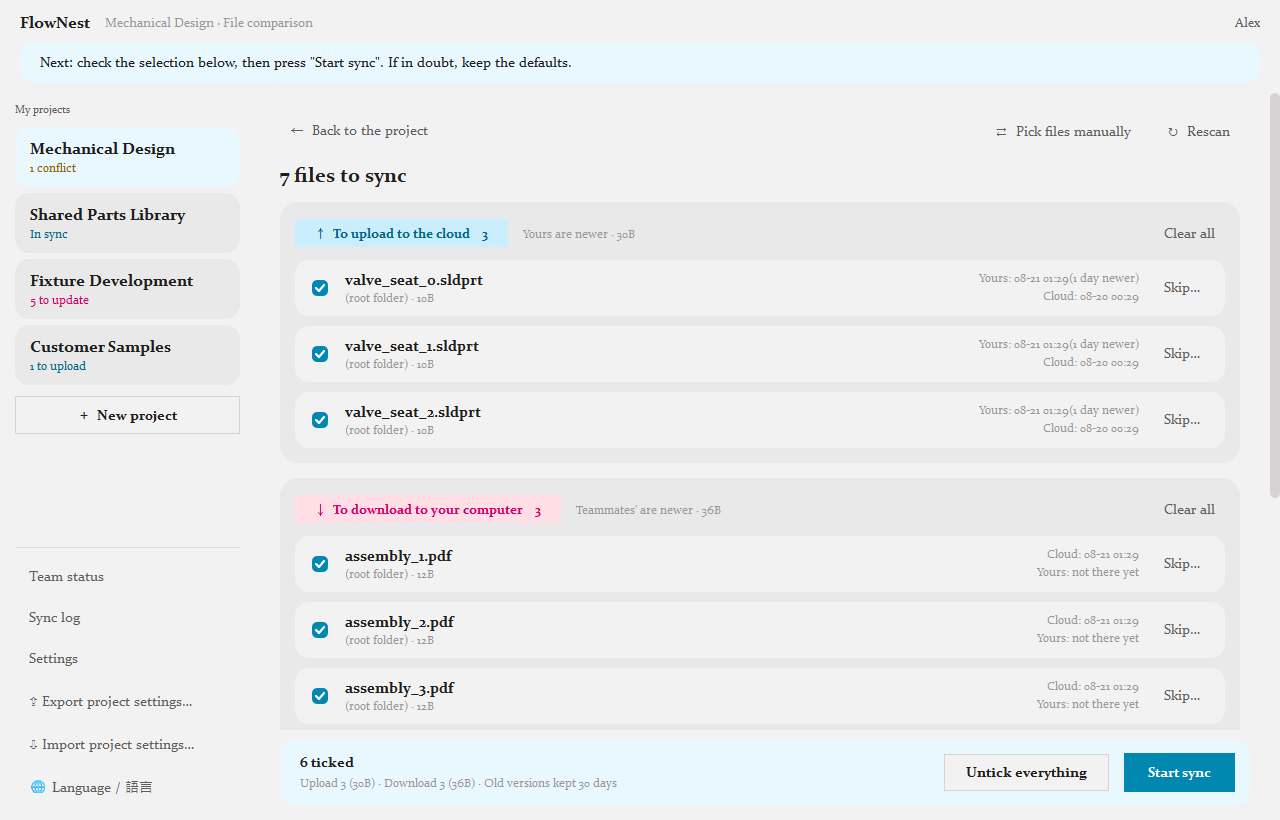 FlowNest
Mechanical Design · File comparison
Alex
Next: check the selection below, then press "Start sync". If in doubt, keep the defaults.
My projects
Mechanical Design
1 conflict
Shared Parts Library
In sync
Fixture Development
5 to update
Customer Samples
1 to upload
+ New project
Team status
Sync log
Settings
⇧ Export project settings...
⇩ Import project settings...
🌐 Language / 語言
← Back to the project
⇄ Pick files manually
↻ Rescan
7 files to sync
↑ To upload to the cloud 3
Yours are newer · 30B
Clear all
valve_seat_0.sldprt
(root folder) · 10B
Yours: 08-21 01:29(1 day newer)
Cloud: 08-20 00:29
Skip...
valve_seat_1.sldprt
(root folder) · 10B
Yours: 08-21 01:29(1 day newer)
Cloud: 08-20 00:29
Skip...
valve_seat_2.sldprt
(root folder) · 10B
Yours: 08-21 01:29(1 day newer)
Cloud: 08-20 00:29
Skip...
↓ To download to your computer 3
Teammates' are newer · 36B
Clear all
assembly_1.pdf
(root folder) · 12B
Cloud: 08-21 01:29
Yours: not there yet
Skip...
assembly_2.pdf
(root folder) · 12B
Cloud: 08-21 01:29
Yours: not there yet
Skip...
assembly_3.pdf
(root folder) · 12B
Cloud: 08-21 01:29
Yours: not there yet
Skip...
6 ticked
Upload 3 (30B) · Download 3 (36B) · Old versions kept 30 days
Untick everything
Start sync